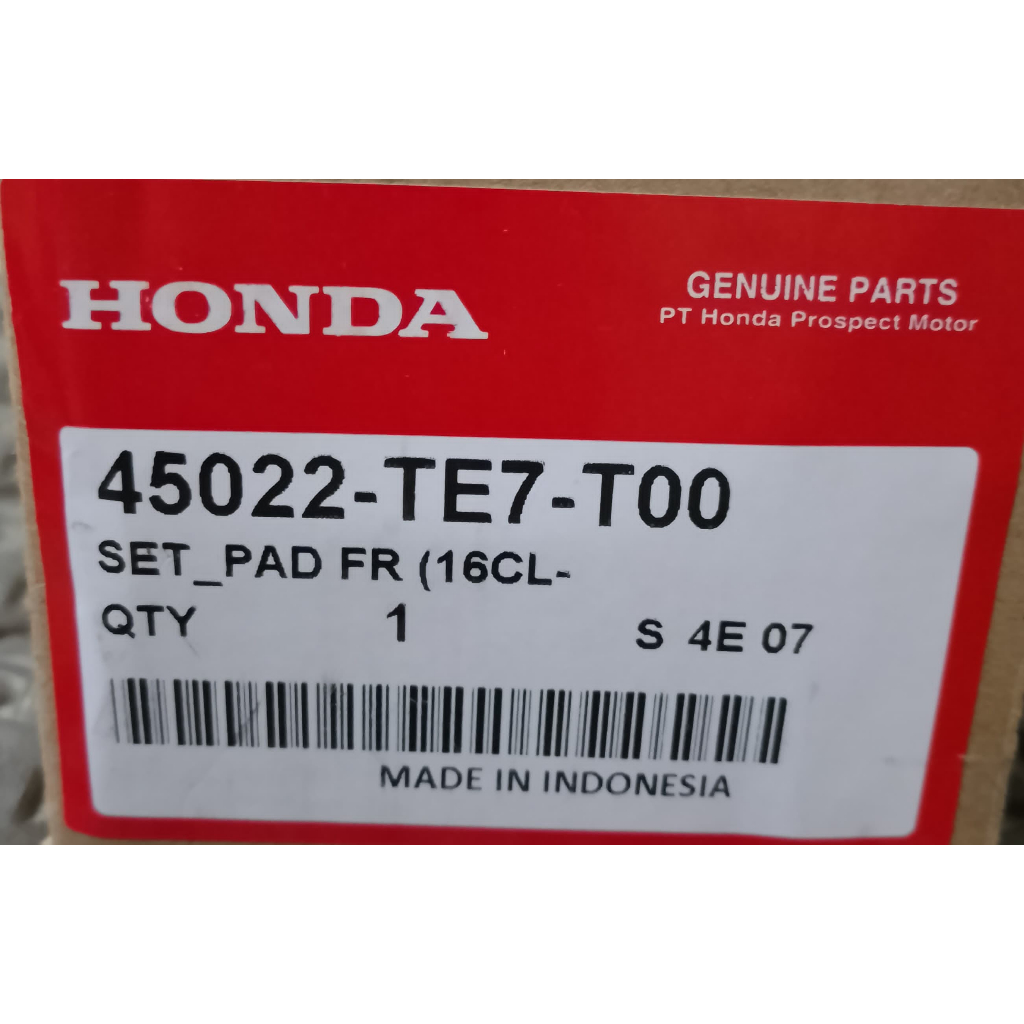 HONDA
GENUINE PARTS
PT Honda Prospect Motor
45022-TE7-T00
SET_PAD FR (16CL-
QTY 1 S 4E 07
MADE IN INDONESIA